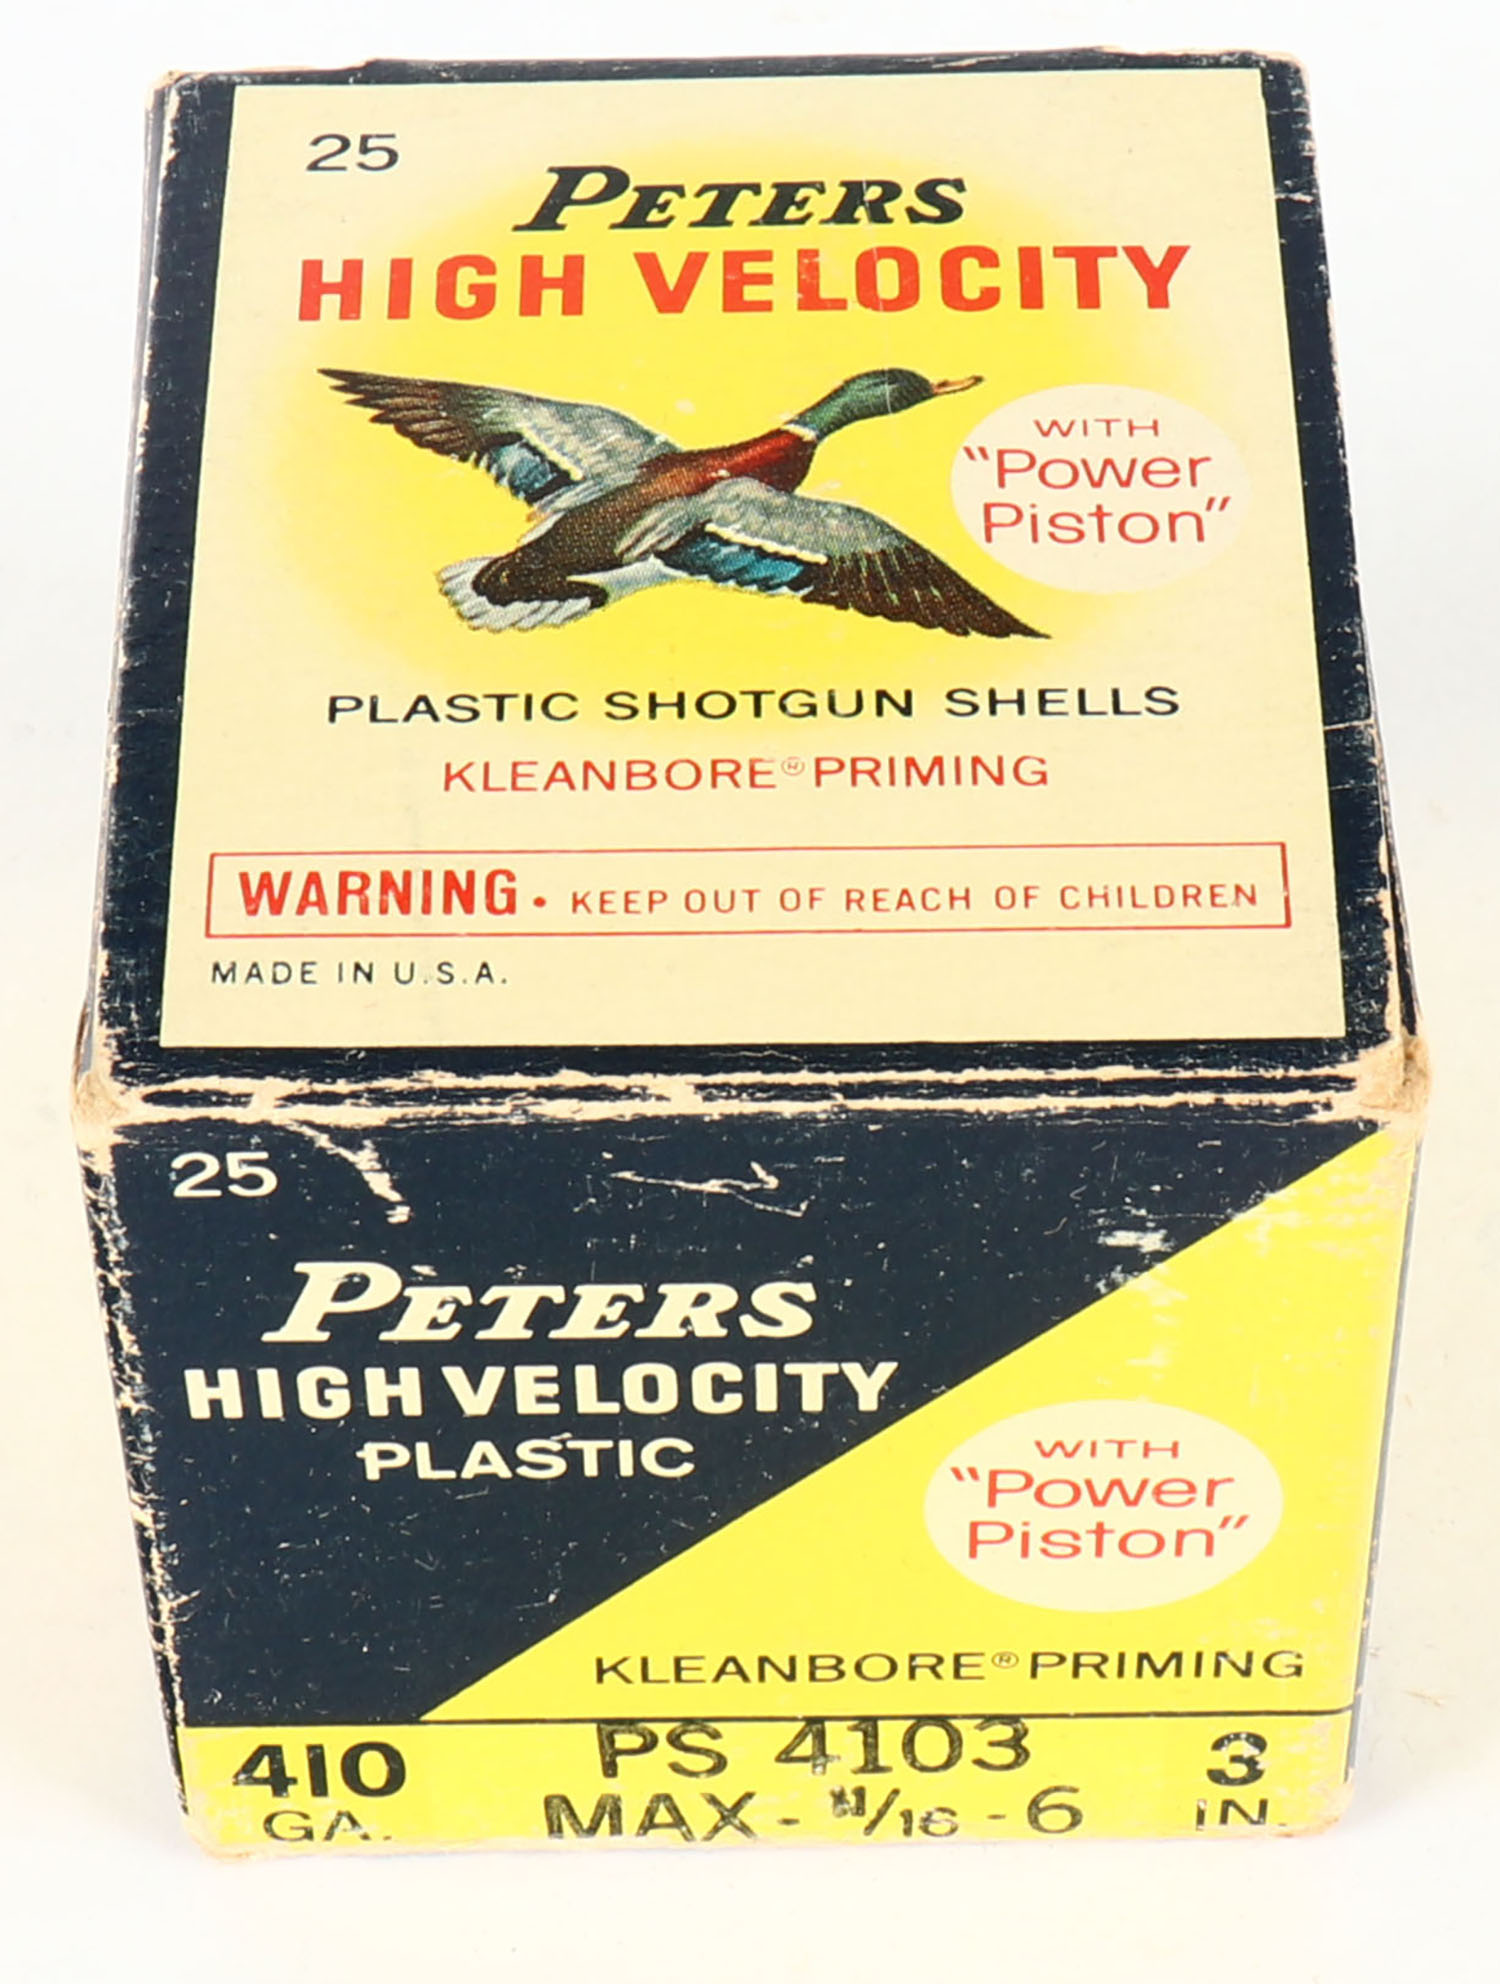 25
PETERS
HIGH VELOCITY
WITH
"Power
Piston"
PLASTIC SHOTGUN SHELLS
KLEANBORE® PRIMING
WARNING • KEEP OUT OF REACH OF CHILDREN
MADE IN U.S.A.
25
PETERS
HIGH VELOCITY
PLASTIC
WITH
"Power
Piston"
KLEANBORE® PRIMING
410 PS 4103 3
GA. MAX - 11/16 - 6 IN.